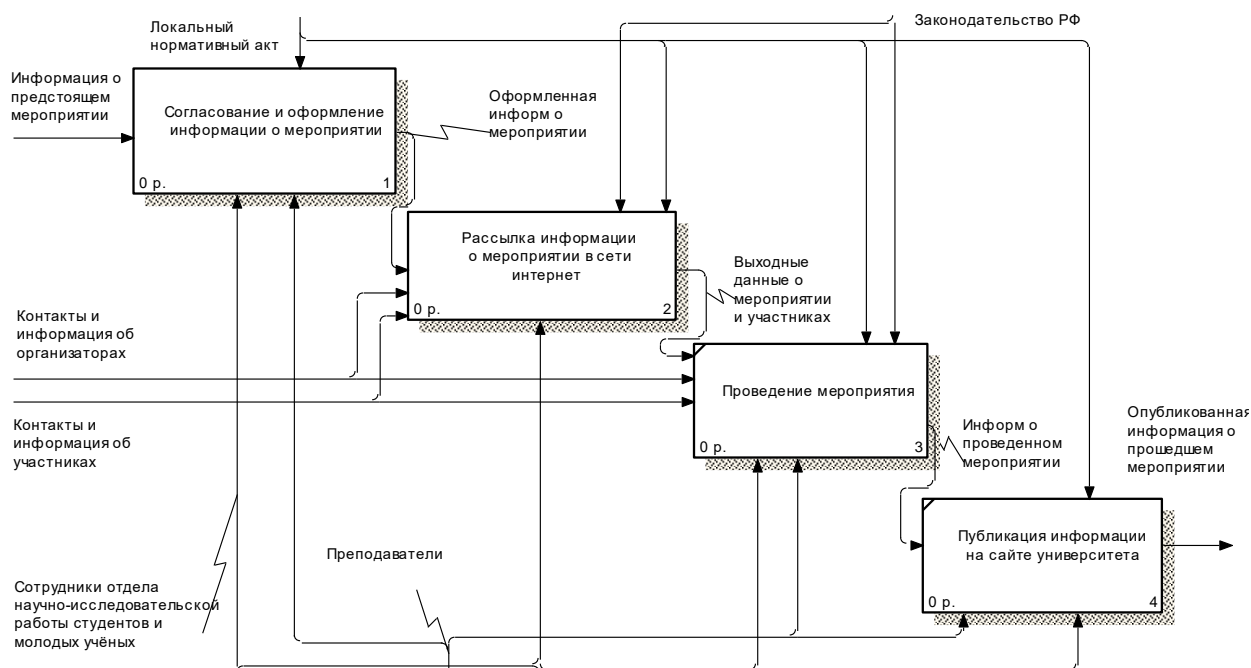 Локальный
нормативный акт
Законодательство РФ
Информация о
предстоящем
мероприятии
Согласование и оформление
информации о мероприятии
0 р.
1
Оформленная
информ о
мероприятии
Рассылка информации
о мероприятии в сети
интернет
0 р.
2
Выходные
данные о
мероприятии
и участниках
Контакты и
информация об
организаторах
Проведение мероприятия
0 р.
3
Контакты и
информация об
участниках
Информ о
проведенном
мероприятии
Опубликованная
информация о
прошедшем
мероприятии
Публикация информации
на сайте университета
0 р.
4
Преподаватели
Сотрудники отдела
научно-исследовательской
работы студентов и
молодых учёных